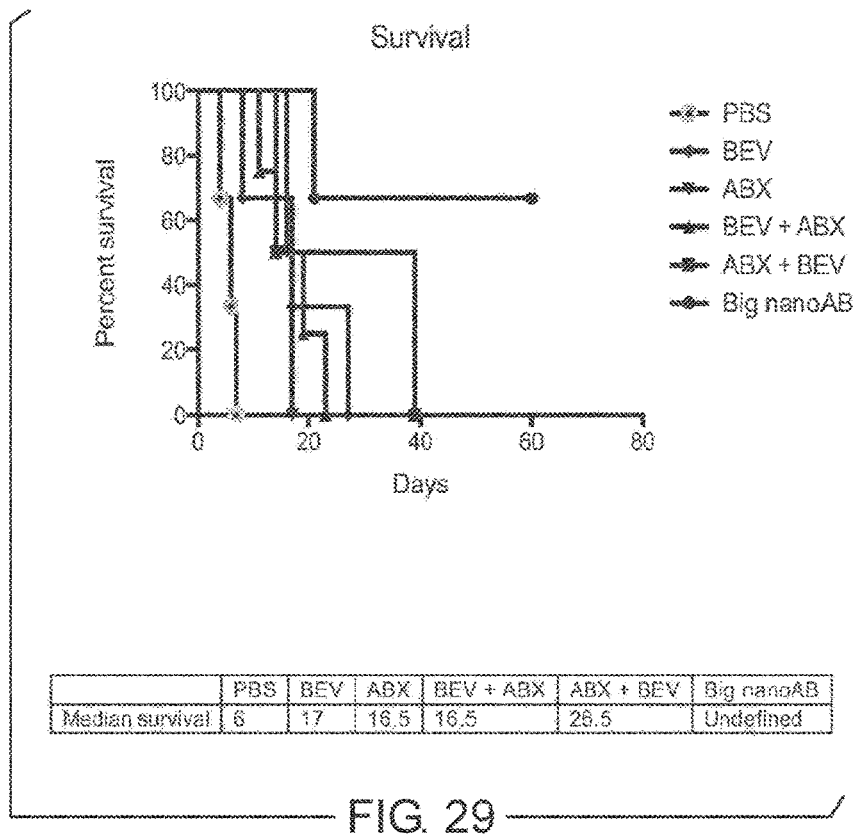 Survival
Percent survival
100
80
60
40
20
0
0 20 40 60 80
Days
PBS
BEV
ABX
BEV + ABX
ABX + BEV
Big nanoAB
PBS BEV ABX BEV + ABX ABX + BEV Big nanoAB
Median survival 6 17 16.5 16.5 26.5 Undefined
FIG. 29